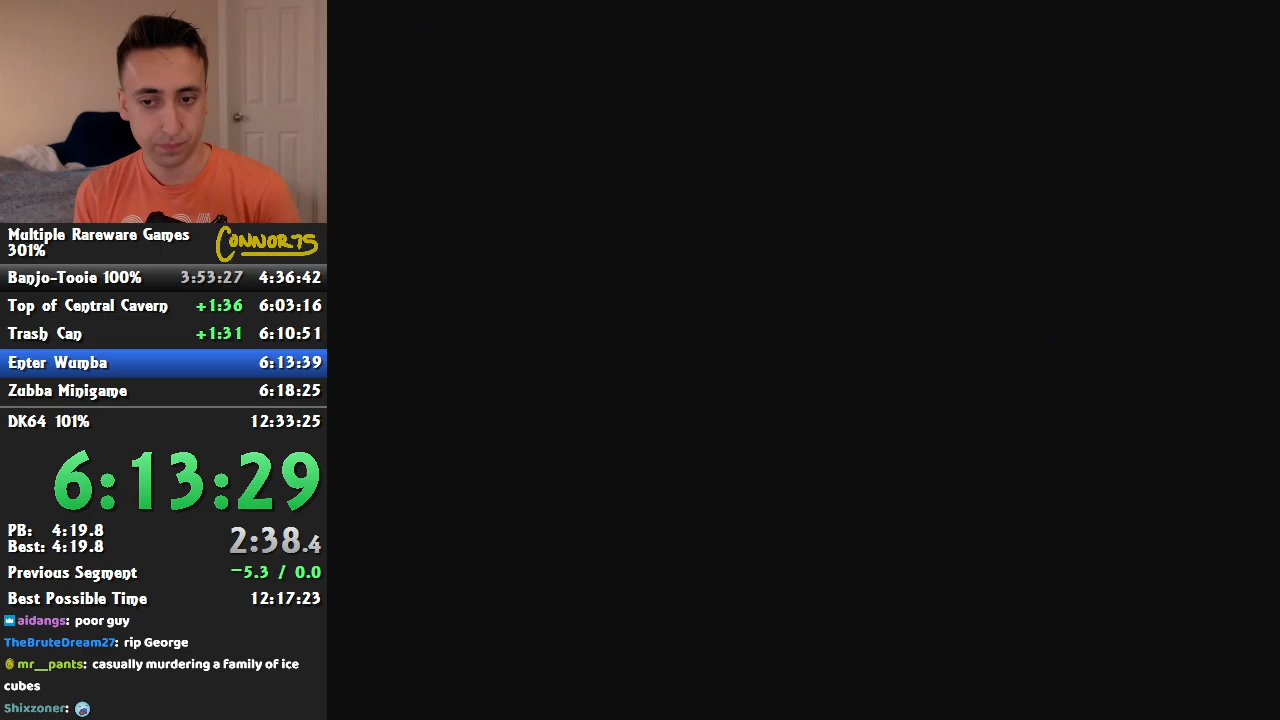 Multiple Rareware Games
301%
CONNOR75
Banjo-Tooie 100% 3:53:27 4:36:42
Top of Central Cavern +1:36 6:03:16
Trash Can +1:31 6:10:51
Enter Wumba 6:13:39
Zubba Minigame 6:18:25
DK64 101% 12:33:25
6:13:29
PB: 4:19.8
Best: 4:19.8
2:38.4
Previous Segment -5.3 / 0.0
Best Possible Time 12:17:23
aidangs: poor guy
TheBruteDream27: rip George
mr__pants: casually murdering a family of ice
cubes
Shixzoner: